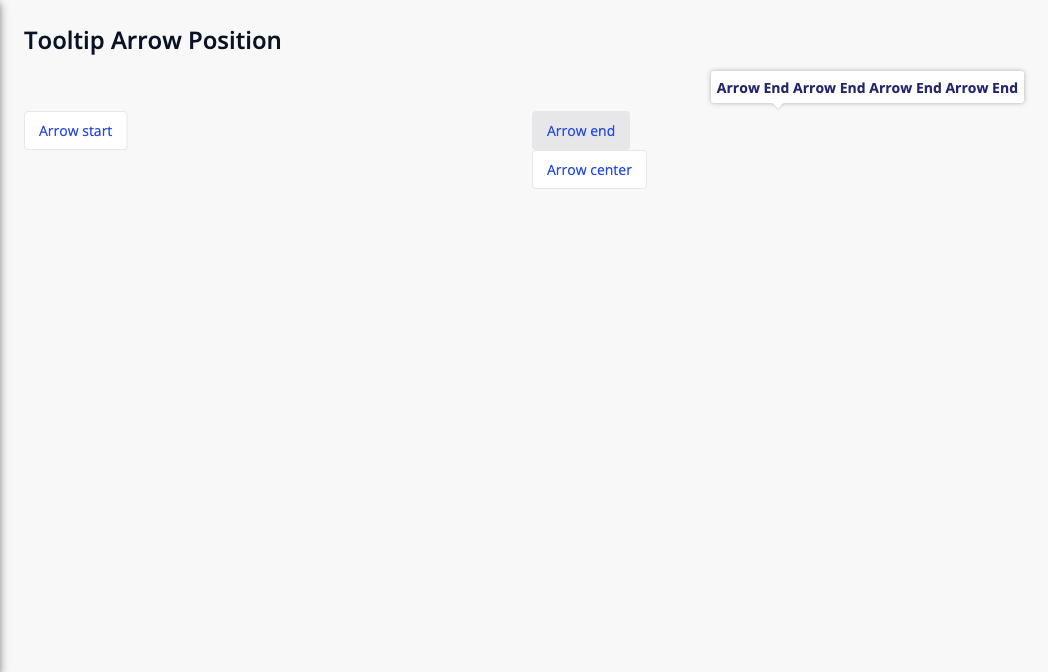 Tooltip Arrow Position
Arrow End Arrow End Arrow End Arrow End
Arrow start
Arrow end
Arrow center